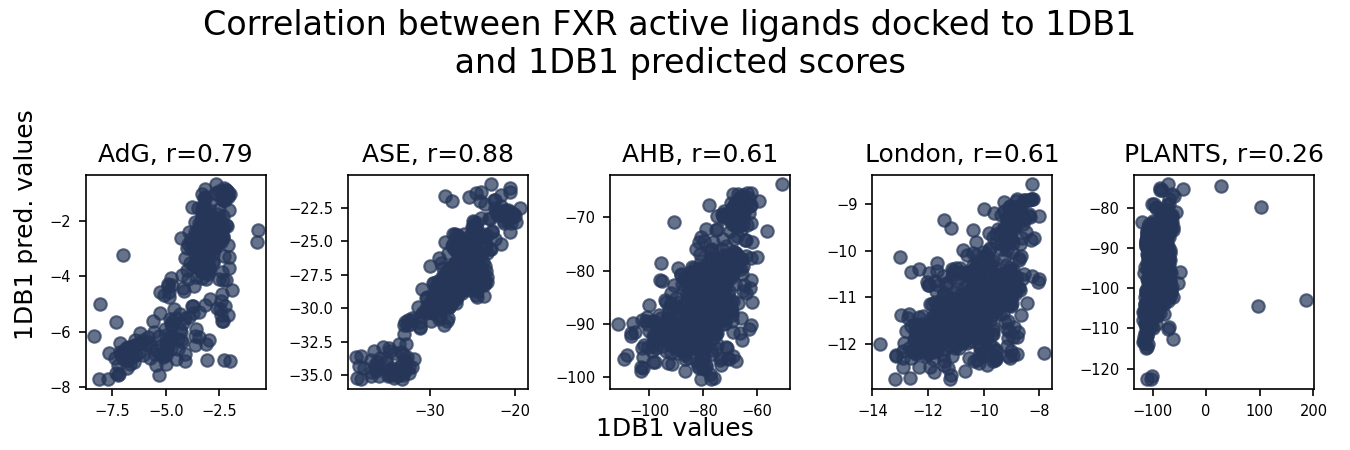 Correlation between FXR active ligands docked to 1DB1
and 1DB1 predicted scores
1DB1 pred. values
AdG, r=0.79
−2
−4
−6
−8
−7.5 −5.0 −2.5
ASE, r=0.88
−22.5
−25.0
−27.5
−30.0
−32.5
−35.0
−30 −20
AHB, r=0.61
−70
−80
−90
−100
−100 −80 −60
London, r=0.61
−9
−10
−11
−12
−14 −12 −10 −8
PLANTS, r=0.26
−80
−90
−100
−110
−120
−100 0 100 200
1DB1 values